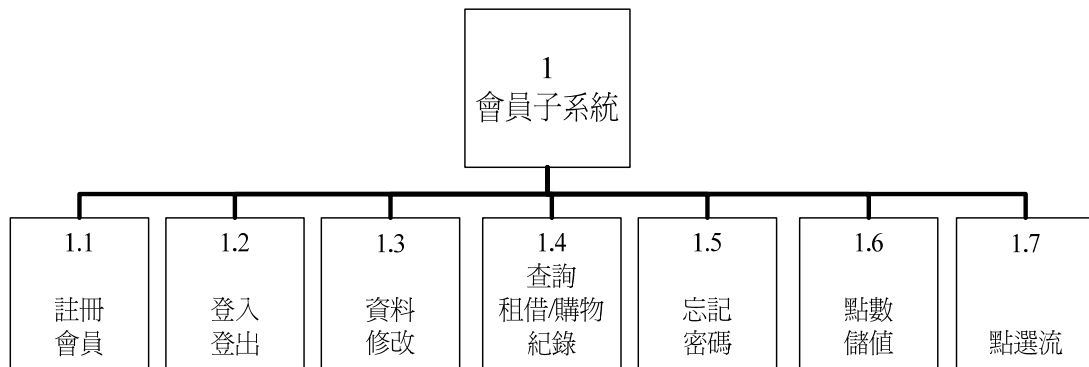 1
會員子系統
1.1
註冊
會員
1.2
登入
登出
1.3
資料
修改
1.4
查詢
租借/購物
紀錄
1.5
忘記
密碼
1.6
點數
儲值
1.7
點選流